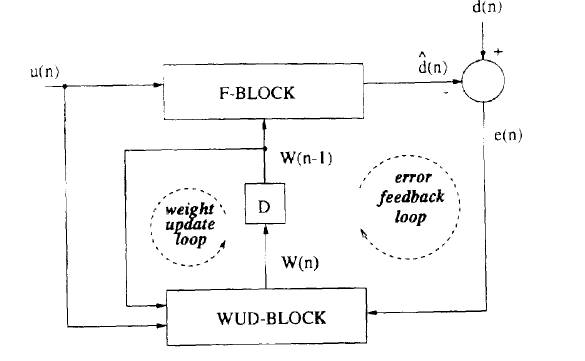 d(n)
+
u(n)
^
d(n)
-
F-BLOCK
e(n)
W(n-1)
error
feedback
loop
weight
update
loop
D
W(n)
WUD-BLOCK